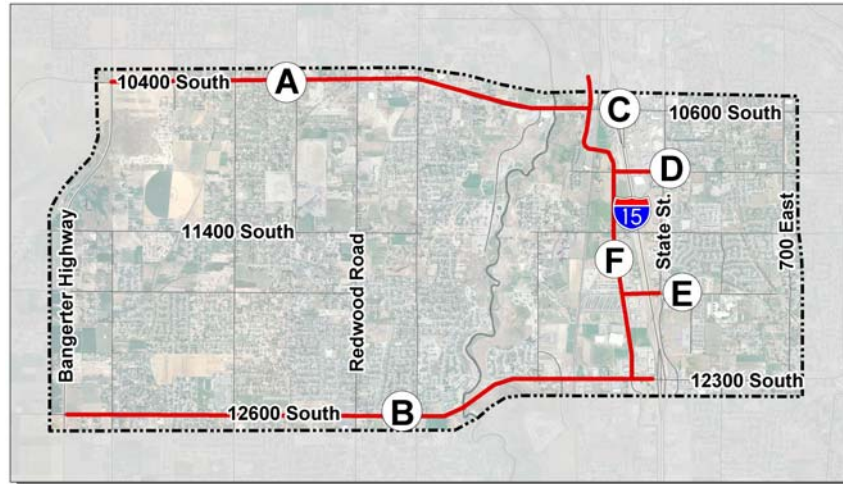 10400 South
A
C
10600 South
D
15
State St.
700 East
Bangerter Highway
11400 South
Redwood Road
F
E
12300 South
12600 South
B